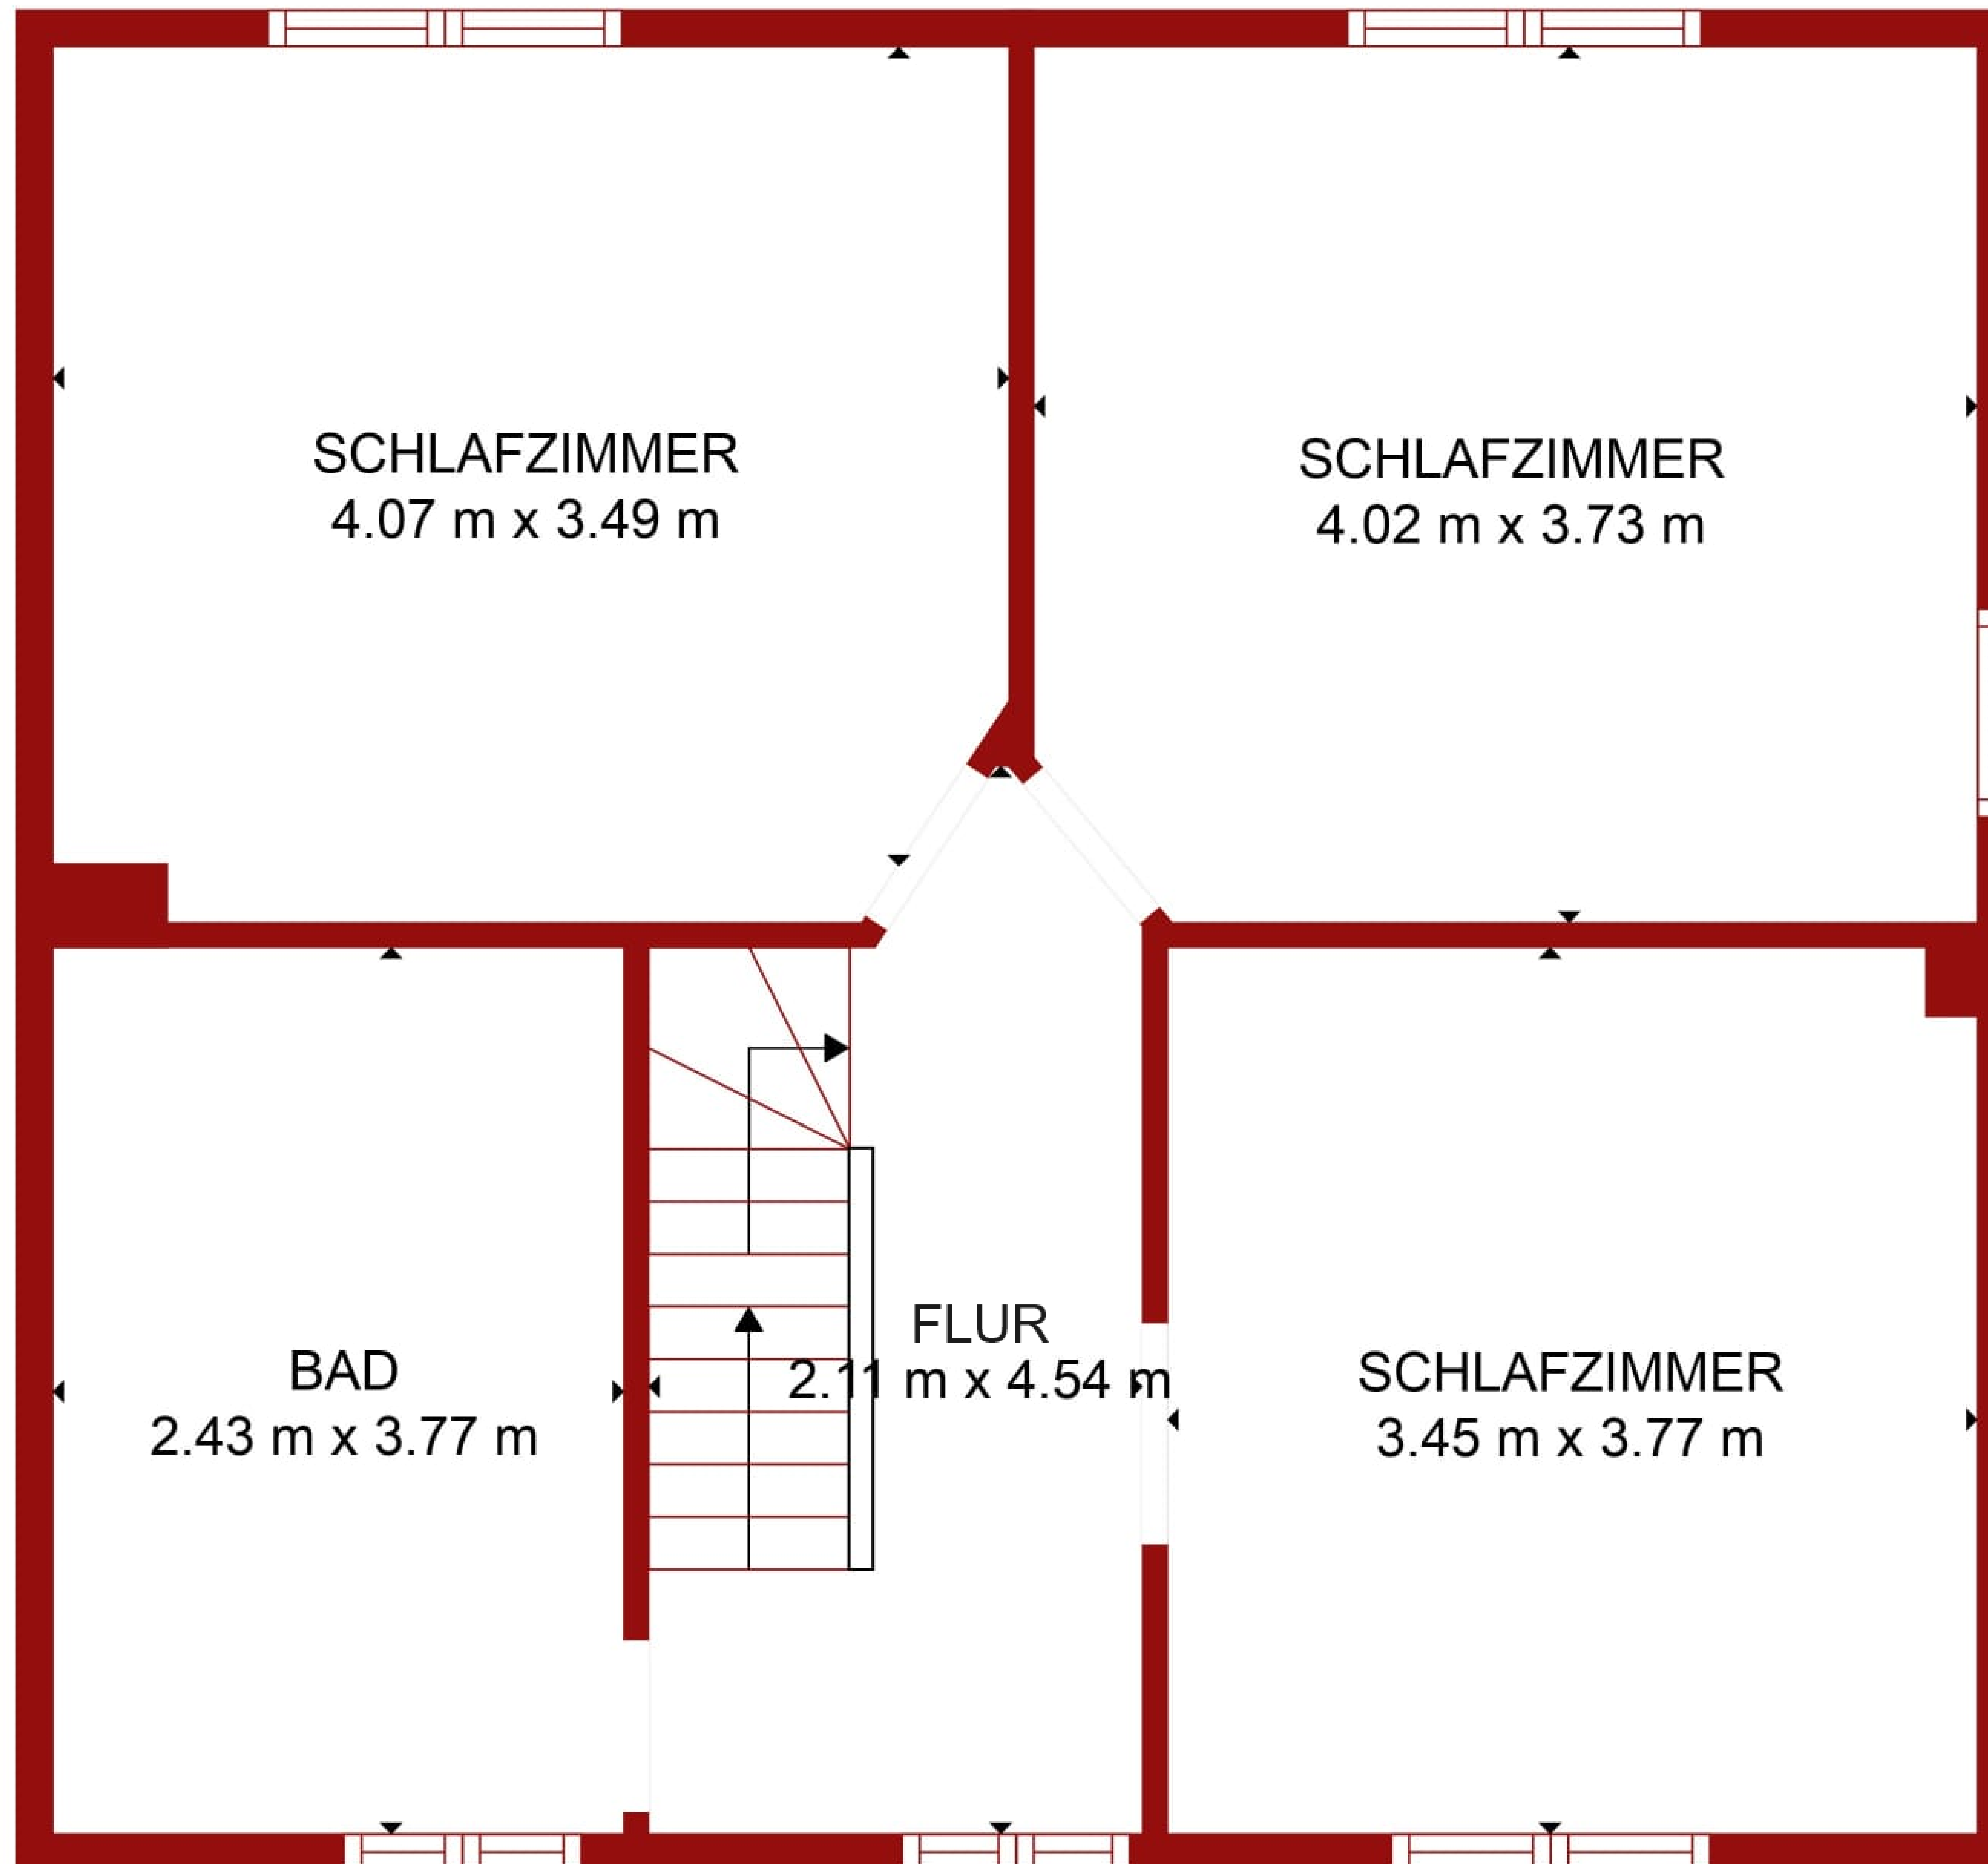 SCHLAFZIMMER
4.07 m x 3.49 m
SCHLAFZIMMER
4.02 m x 3.73 m
BAD
2.43 m x 3.77 m
FLUR
2.11 m x 4.54 m
SCHLAFZIMMER
3.45 m x 3.77 m